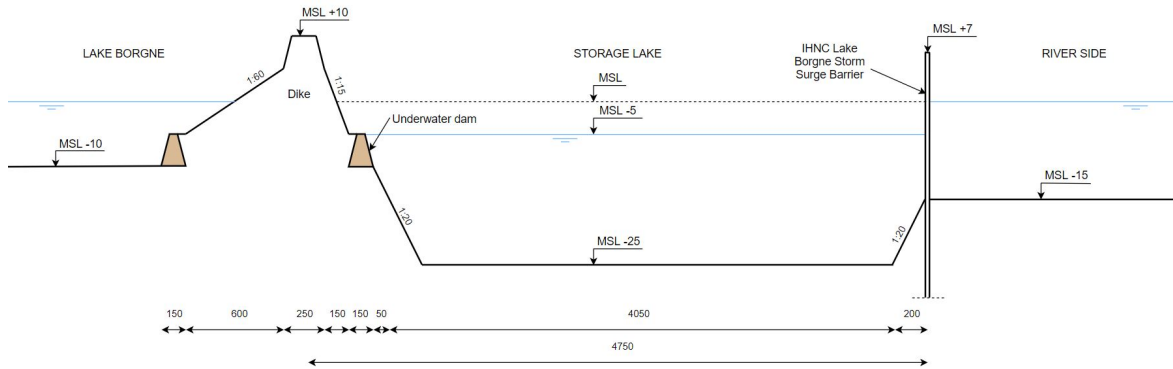 MSL +10
MSL +7
LAKE BORGNE
STORAGE LAKE
IHNC Lake
Borgne Storm
Surge Barrier
RIVER SIDE
1:60
1:15
MSL
Dike
MSL -5
Underwater dam
MSL -10
MSL -15
1:20
1:20
MSL -25
150
600
250
150
150
50
4050
200
4750